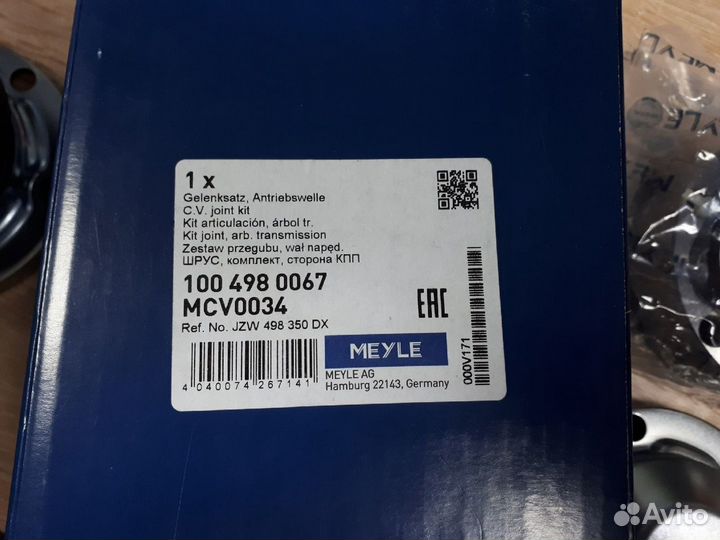 1 x
Gelenksatz, Antriebswelle
C.V. joint kit
Kit articulación, árbol tr.
Kit joint, arb. transmission
Zestaw przegubu, wał napęd.
ШРУС, комплект, сторона КПП
100 498 0067
MCV0034
Ref. No. JZW 498 350 DX
EAC
MEYLE
MEYLE AG
Hamburg 22143, Germany
4 040074 267141
000V171
MEYLE
MEYLE
Avito